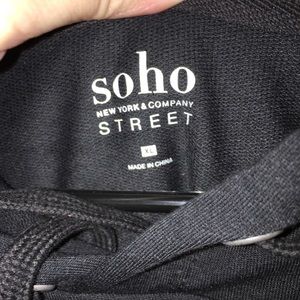 soho
NEW YORK & COMPANY
STREET
XL
MADE IN CHINA